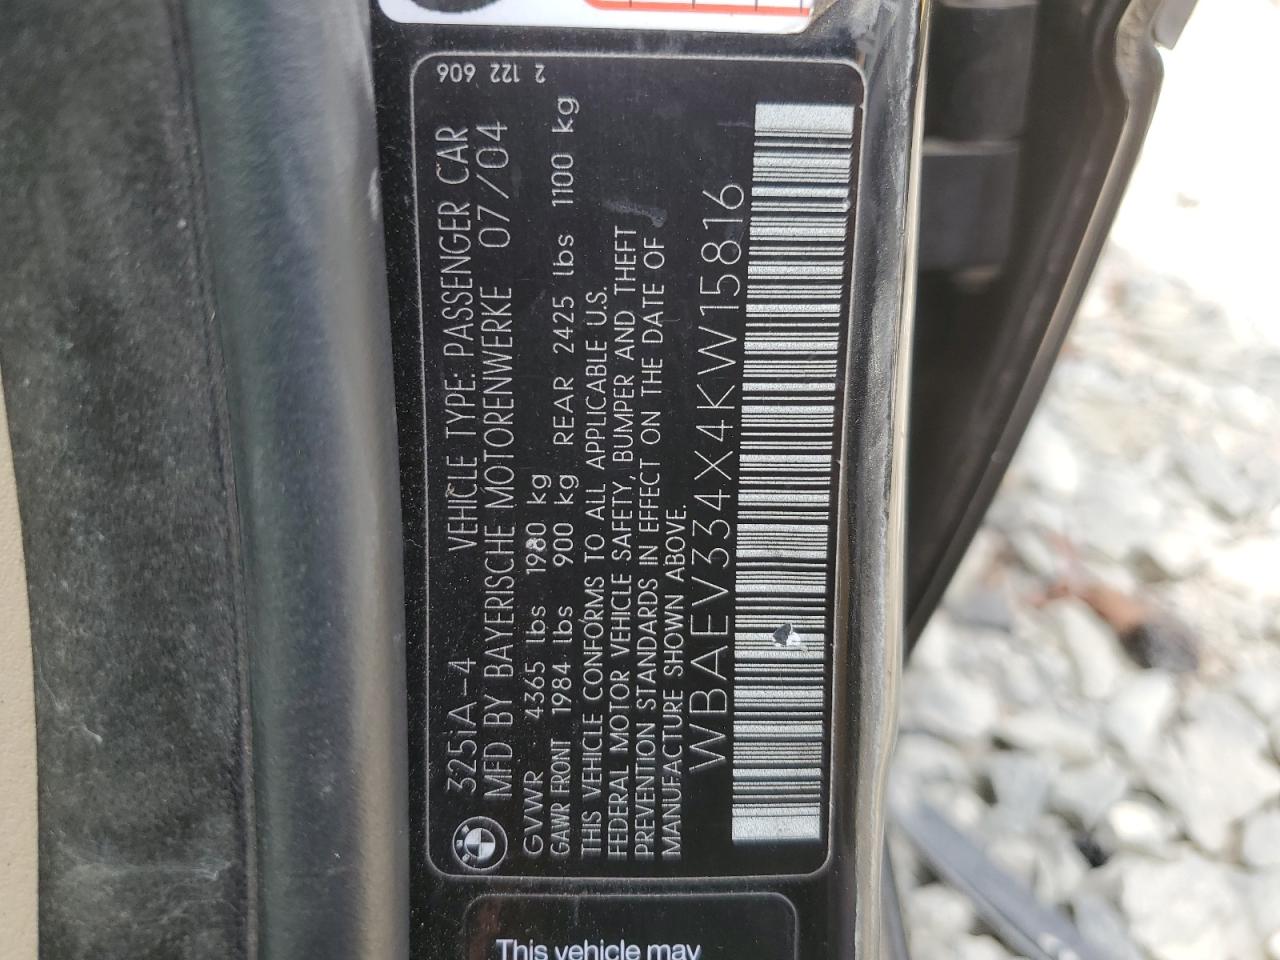 325iA-4 VEHICLE TYPE: PASSENGER CAR
MFD BY BAYERISCHE MOTORENWERKE 07/04
GVWR 4365 lbs 1980 kg
GAWR FRONT 1984 lbs 900 kg REAR 2425 lbs 1100 kg
THIS VEHICLE CONFORMS TO ALL APPLICABLE U.S.
FEDERAL MOTOR VEHICLE SAFETY, BUMPER AND THEFT
PREVENTION STANDARDS IN EFFECT ON THE DATE OF
MANUFACTURE SHOWN ABOVE.
WBAEV334X4KW15816
2 122 606
This vehicle may